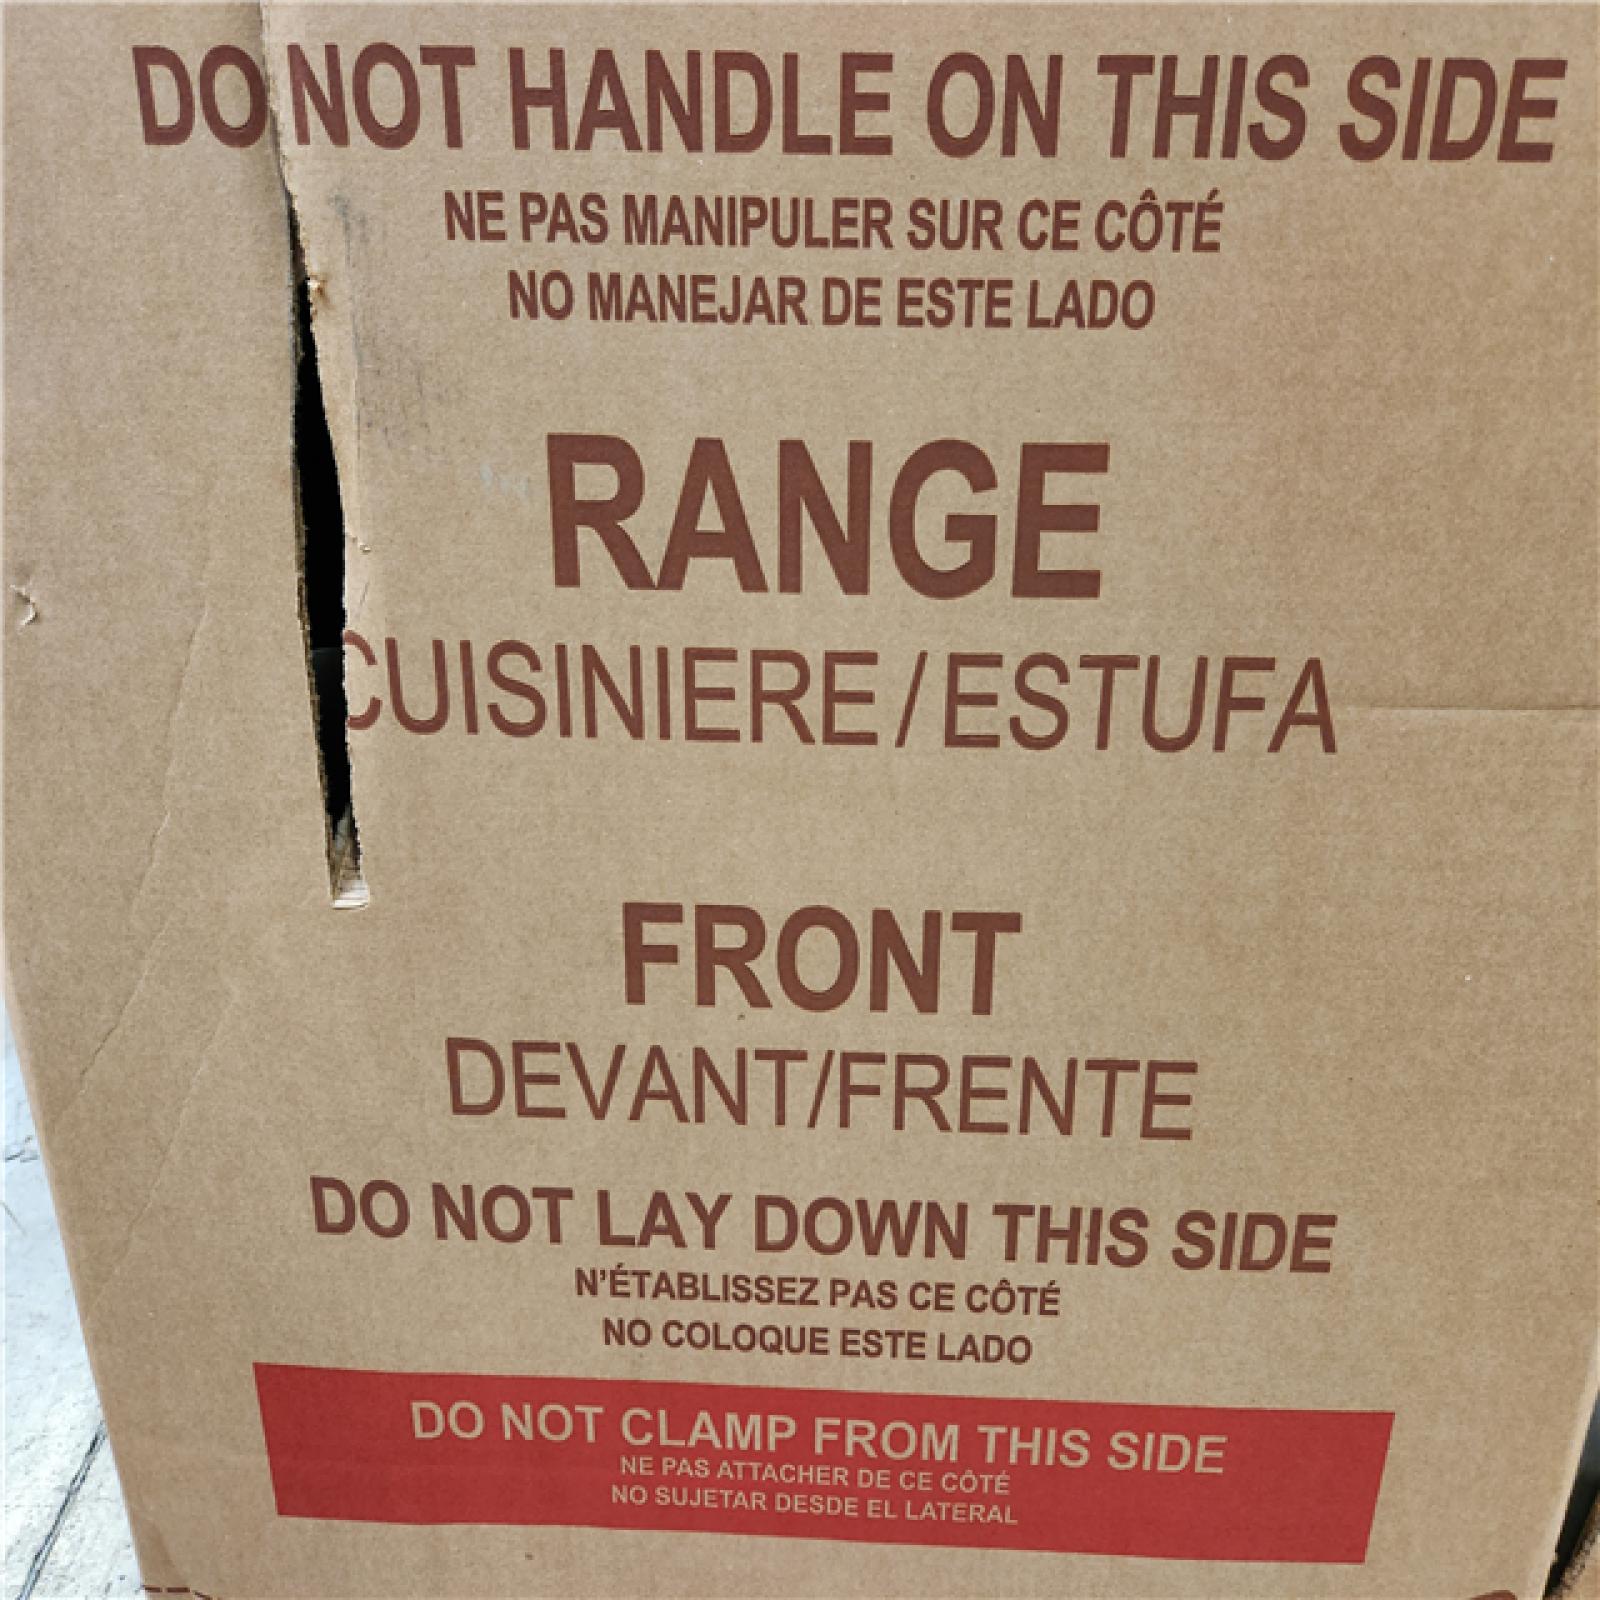 DO NOT HANDLE ON THIS SIDE
NE PAS MANIPULER SUR CE CÔTÉ
NO MANEJAR DE ESTE LADO
RANGE
CUISINIERE/ESTUFA
FRONT
DEVANT/FRENTE
DO NOT LAY DOWN THIS SIDE
N'ÉTABLISSEZ PAS CE CÔTÉ
NO COLOQUE ESTE LADO
DO NOT CLAMP FROM THIS SIDE
NE PAS ATTACHER DE CE CÔTÉ
NO SUJETAR DESDE EL LATERAL